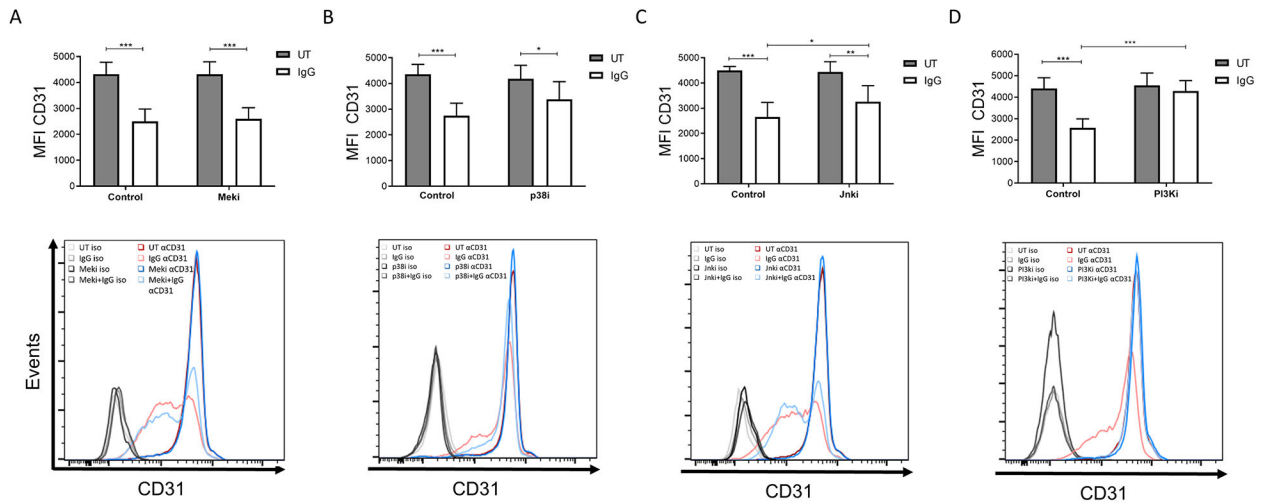 A
B
C
D
***
***
5000
4000
3000
2000
1000
0
MFI CD31
Control
Meki
UT
IgG
***
*
5000
4000
3000
2000
1000
0
MFI CD31
Control
p38i
UT
IgG
*
***
**
5000
4000
3000
2000
1000
0
MFI CD31
Control
Jnki
UT
IgG
***
***
6000
5000
4000
3000
2000
1000
0
MFI CD31
Control
PI3Ki
UT
IgG
UT iso
IgG iso
Meki iso
Meki+IgG iso
UT αCD31
IgG αCD31
Meki αCD31
Meki+IgG
αCD31
Events
CD31
UT iso
IgG iso
p38i iso
p38i+IgG iso
UT αCD31
IgG αCD31
p38i αCD31
p38i+IgG αCD31
CD31
UT iso
IgG iso
Jnki iso
Jnki+IgG iso
UT αCD31
IgG αCD31
Jnki αCD31
Jnki+IgG αCD31
CD31
UT iso
IgG iso
PI3Ki iso
PI3Ki+IgG iso
UT αCD31
IgG αCD31
PI3Ki αCD31
PI3Ki+IgG αCD31
CD31